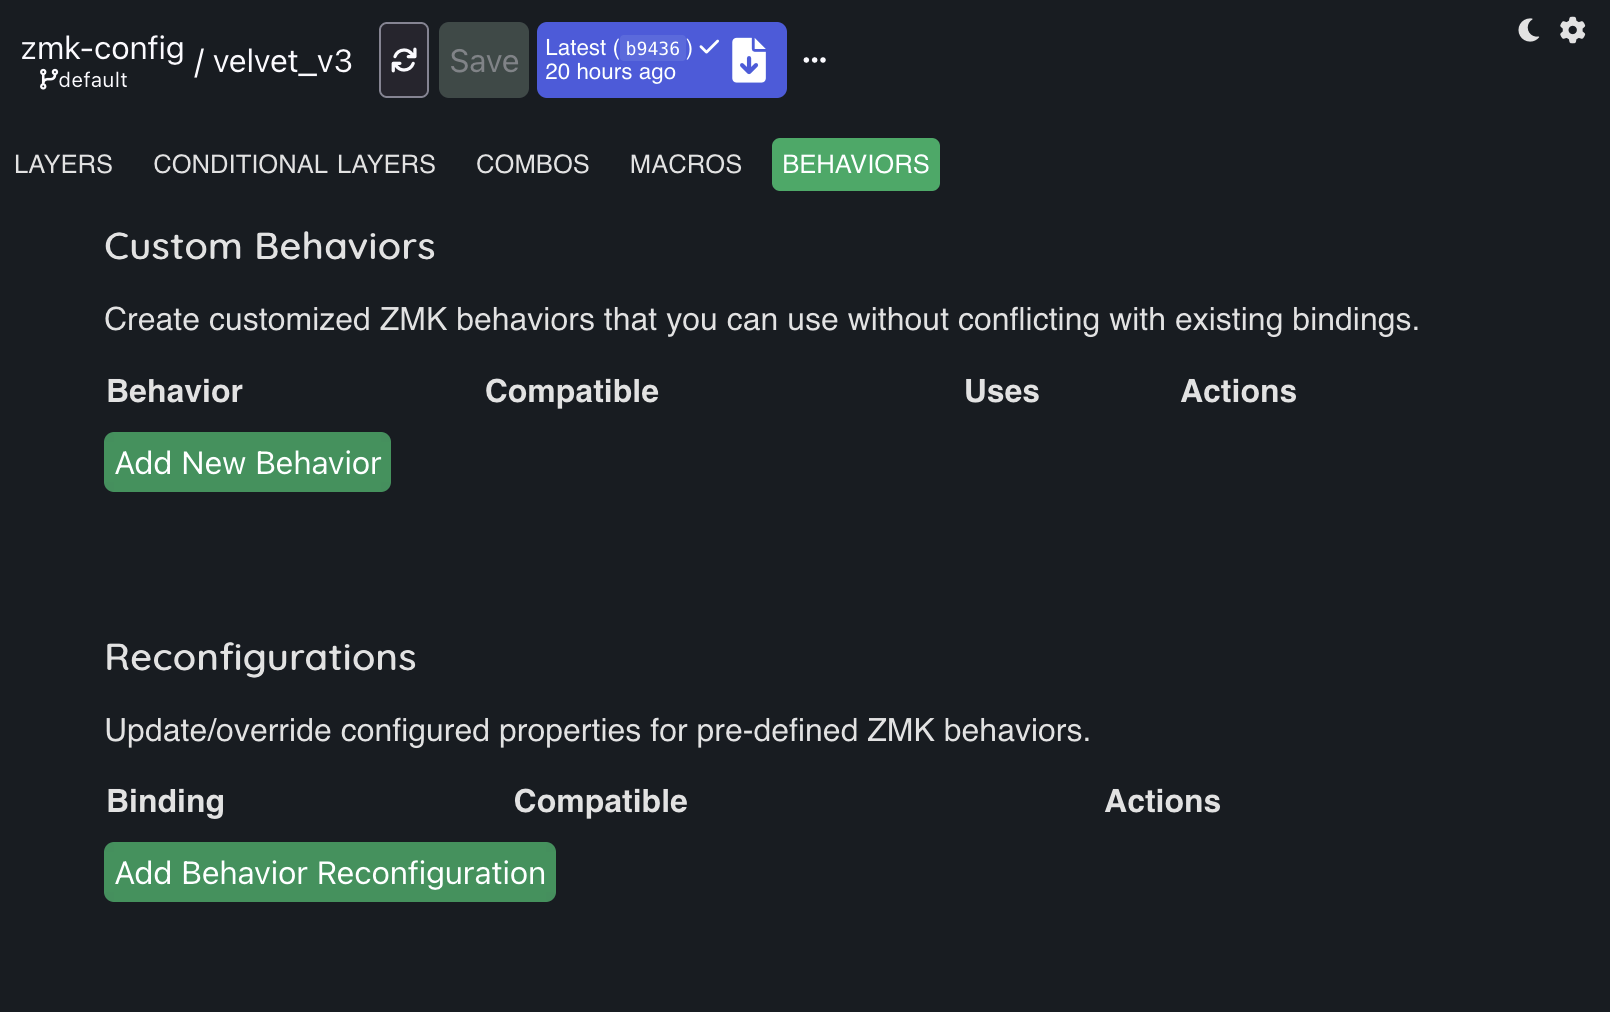 zmk-config
default
/ velvet_v3
Save
Latest (b9436) ✓
20 hours ago
LAYERS CONDITIONAL LAYERS COMBOS MACROS BEHAVIORS
Custom Behaviors
Create customized ZMK behaviors that you can use without conflicting with existing bindings.
Behavior Compatible Uses Actions
Add New Behavior
Reconfigurations
Update/override configured properties for pre-defined ZMK behaviors.
Binding Compatible Actions
Add Behavior Reconfiguration